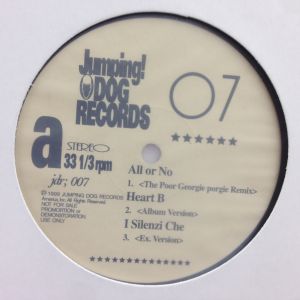 Jumping!
DOG
RECORDS
07
★★★★★★
a
STEREO
33 1/3 rpm
jdr; 007
All or No
1. <The Poor Georgie porgie Remix>
Heart B
2. <Album Version>
I Silenzi Che
3. <Ex. Version>
℗ © 1999 JUMPING DOG RECORDS
Inc. All Rights Reserved.
NOT FOR SALE
PROMOTION or
DEMONSTRATION
USE ONLY